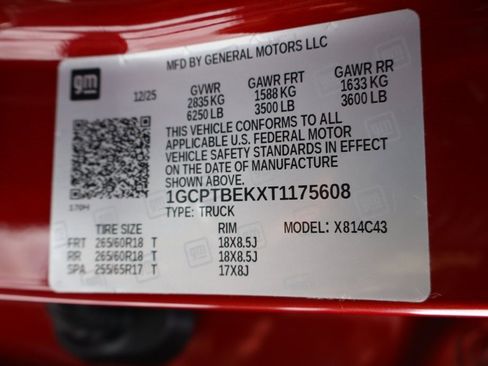 gm
MFD BY GENERAL MOTORS LLC
12/25
GVWR GAWR FRT GAWR RR
2835 KG 1588 KG 1633 KG
6250 LB 3500 LB 3600 LB
THIS VEHICLE CONFORMS TO ALL
APPLICABLE U.S. FEDERAL MOTOR
VEHICLE SAFETY STANDARDS IN EFFECT
ON THE DATE OF MANUFACTURE
SHOWN ABOVE.
1GCPTBEKXT1175608
TYPE: TRUCK MODEL: X814C43
TIRE SIZE RIM
FRT 265/60R18 T 18X8.5J
RR 265/60R18 T 18X8.5J
SPA 255/65R17 T 17X8J